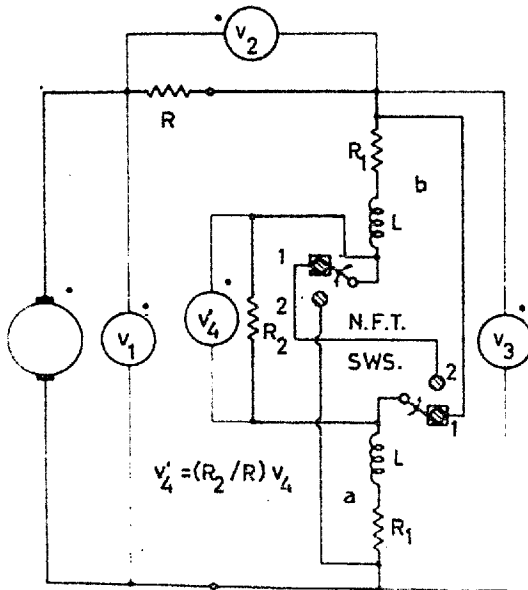 V₂
R
R₁
b
L
1
2
V₁
V'₄
R₂
N.F.T.
SWS.
V₃
2
1
L
V'₄ = (R₂/R) V₄
a
R₁